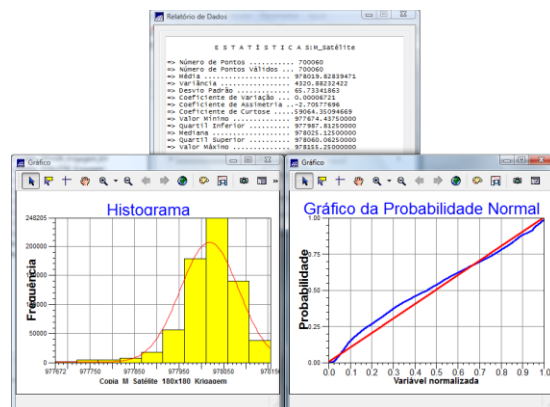 Relatório de Dados
E S T A T Í S T I C A S:M_Satélite
=> Número de Pontos ........... 700060
=> Número de Pontos Válidos ... 700060
=> Média ..................... 978019.82839471
=> Variância .................. 4320.88232422
=> Desvio Padrão .............. 65.73341863
=> Coeficiente de Variação ... 0.00006721
=> Coeficiente de Assimetria ..-2.70577696
=> Coeficiente de Curtose ....59064.35094669
=> Valor Mínimo .............. 977674.43750000
=> Quartil Inferior .......... 977987.81250000
=> Mediana ................... 978025.12500000
=> Quartil Superior .......... 978060.06250000
=> Valor Máximo .............. 978155.25000000
Gráfico
Histograma
248205
200000
150000
100000
50000
0
Frequência
977672 977750 977850 977950 978050
Copia M Satélite 180x180 Krigagem
Gráfico
Gráfico da Probabilidade Normal
1.00
0.75
0.50
0.25
0.00
Probabilidade
0.0 0.1 0.2 0.3 0.4 0.5 0.6 0.7 0.8 0.9 1.0
Variável normalizada